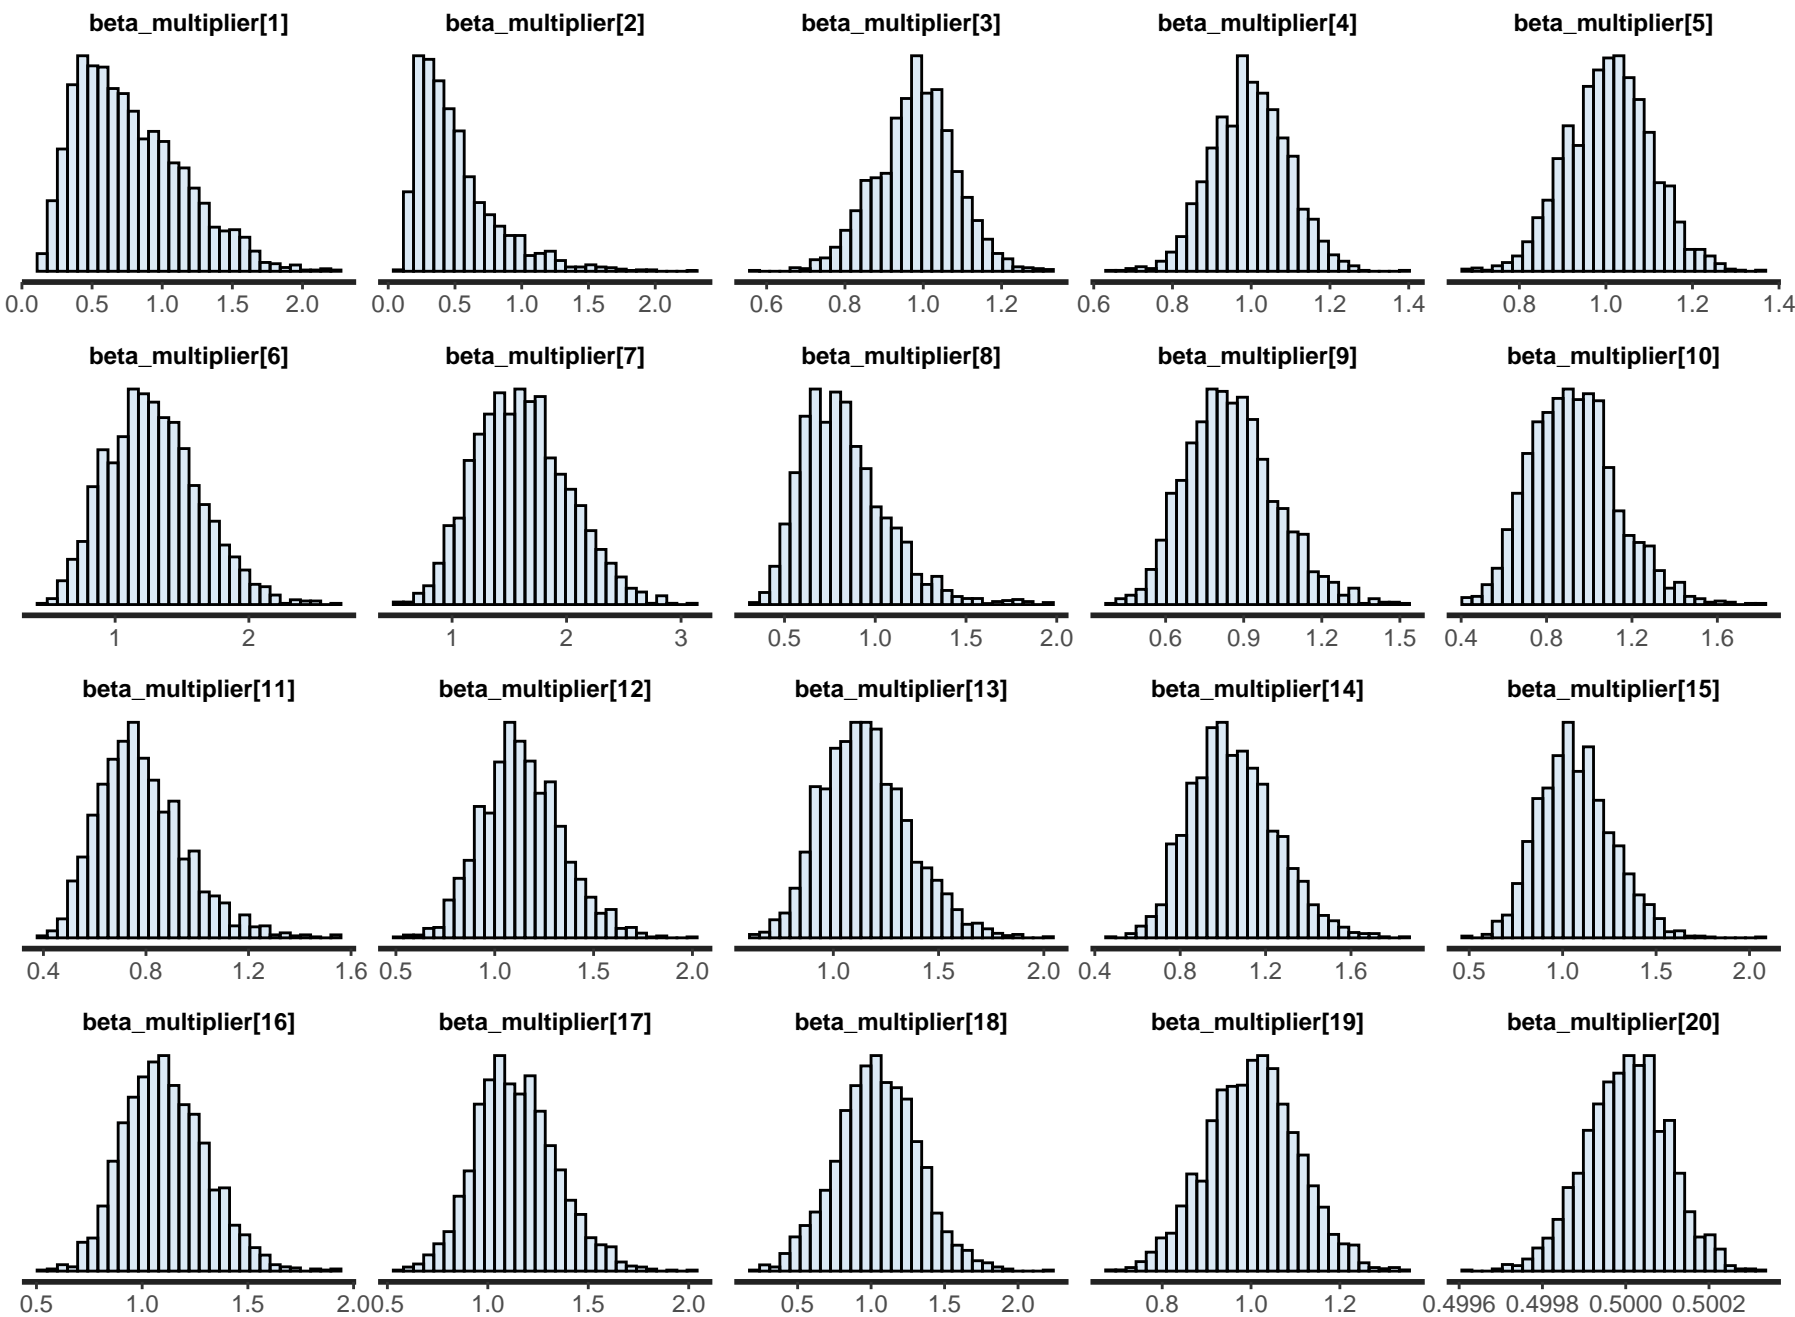 beta_multiplier[1] beta_multiplier[2] beta_multiplier[3] beta_multiplier[4] beta_multiplier[5]
0.0 0.5 1.0 1.5 2.0 0.0 0.5 1.0 1.5 2.0 0.6 0.8 1.0 1.2 0.6 0.8 1.0 1.2 1.4 0.8 1.0 1.2 1.4
beta_multiplier[6] beta_multiplier[7] beta_multiplier[8] beta_multiplier[9] beta_multiplier[10]
1 2 1 2 3 0.5 1.0 1.5 2.0 0.6 0.9 1.2 1.5 0.4 0.8 1.2 1.6
beta_multiplier[11] beta_multiplier[12] beta_multiplier[13] beta_multiplier[14] beta_multiplier[15]
0.4 0.8 1.2 1.6 0.5 1.0 1.5 2.0 1.0 1.5 2.0 0.4 0.8 1.2 1.6 0.5 1.0 1.5 2.0
beta_multiplier[16] beta_multiplier[17] beta_multiplier[18] beta_multiplier[19] beta_multiplier[20]
0.5 1.0 1.5 2.0 0.5 1.0 1.5 2.0 0.5 1.0 1.5 2.0 0.8 1.0 1.2 0.4996 0.4998 0.5000 0.5002